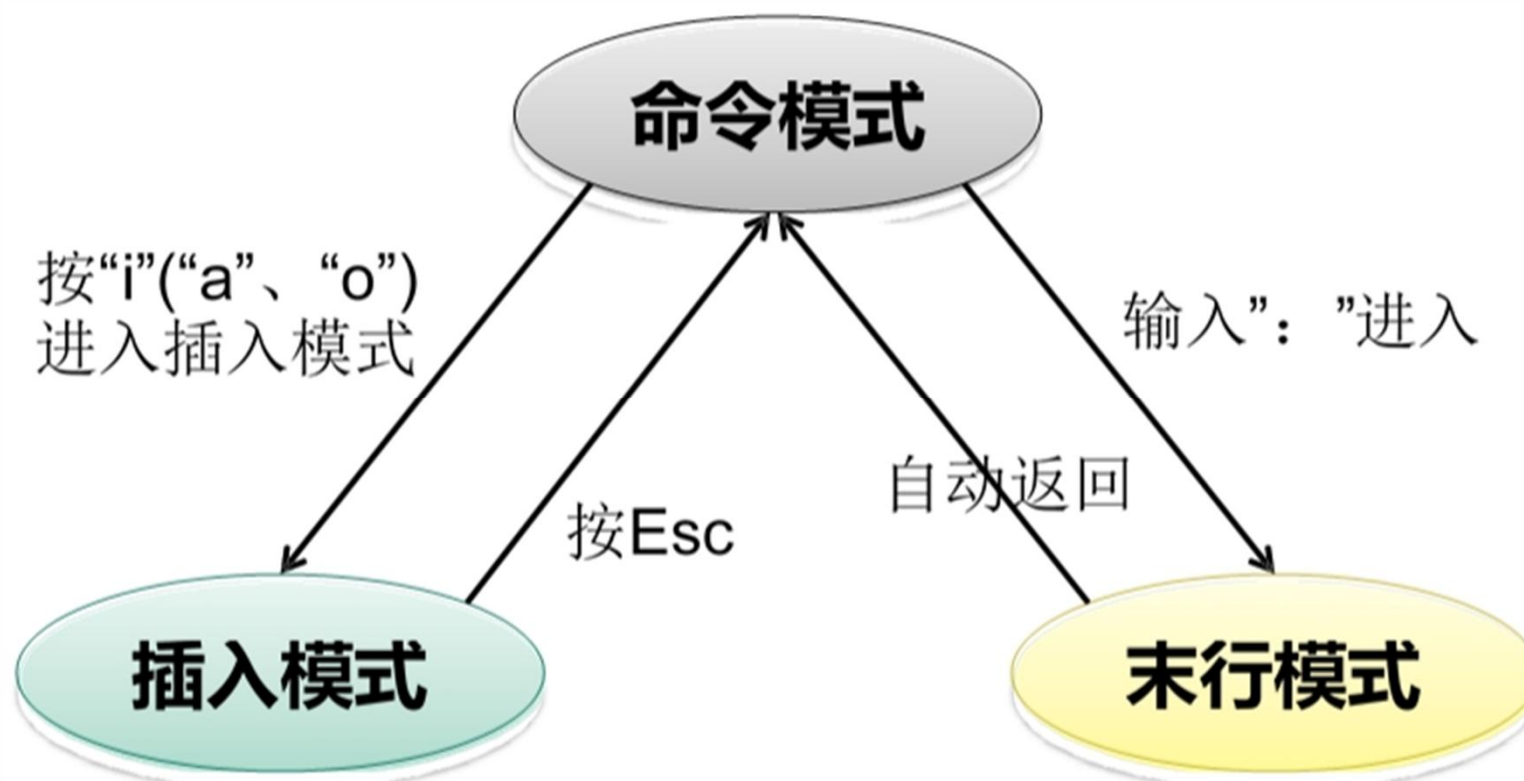 命令模式
按“i”(“a”、“o”)
进入插入模式
输入”： ”进入
自动返回
按Esc
插入模式
末行模式